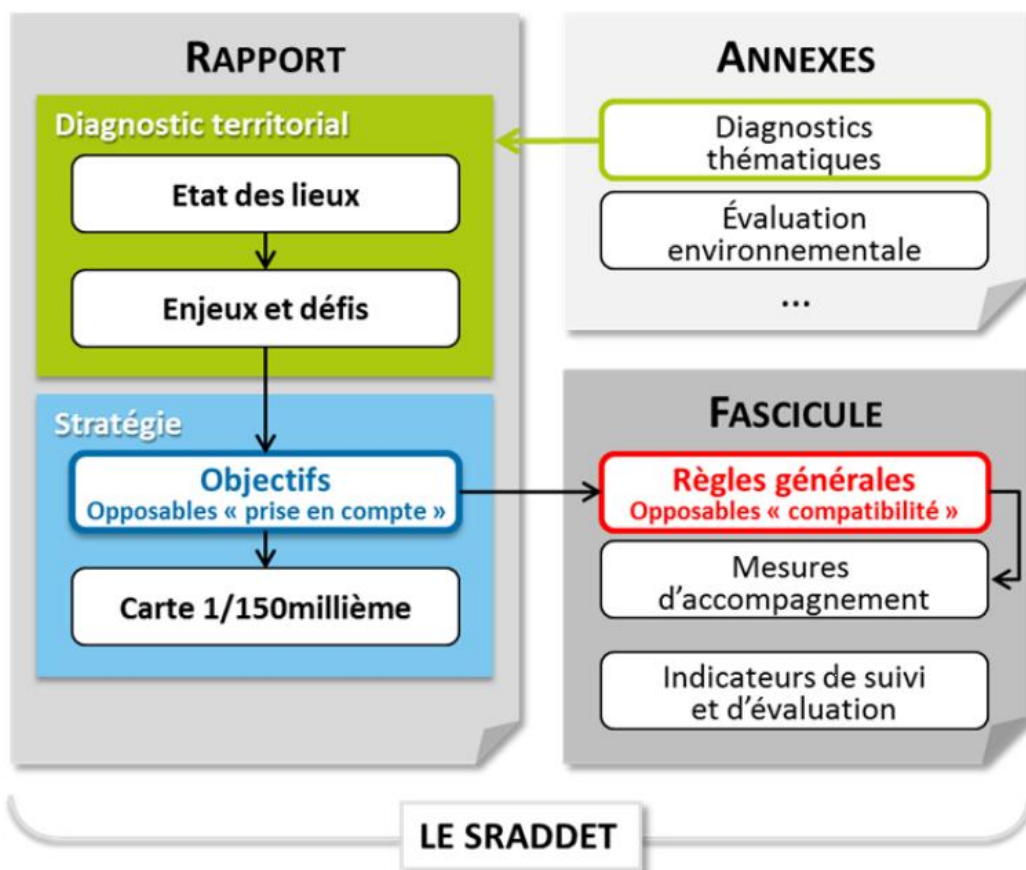 RAPPORT
Diagnostic territorial
Etat des lieux
Enjeux et défis
Stratégie
Objectifs
Opposables « prise en compte »
Carte 1/150millième
ANNEXES
Diagnostics
thématiques
Évaluation
environnementale
...
FASCICULE
Règles générales
Opposables « compatibilité »
Mesures
d’accompagnement
Indicateurs de suivi
et d’évaluation
LE SRADDET